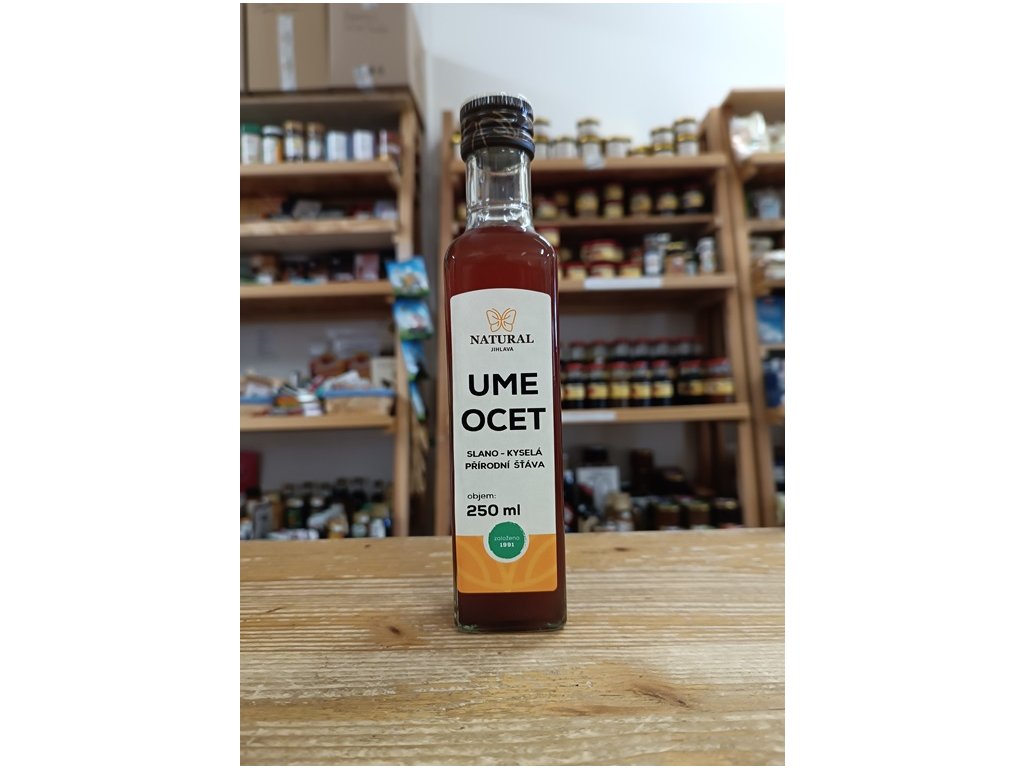 NATURAL
JIHLAVA
UME
OCET
SLANO - KYSELÁ
PŘÍRODNÍ ŠŤÁVA
objem:
250 ml
založeno
1991